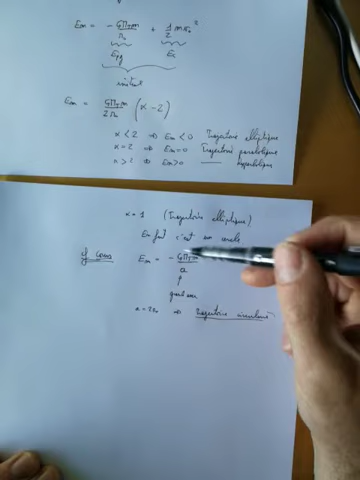 Em = - GMTm / r0 + 1/2 m v0²
Epg Ec
instant
Em = GMTm / 2r0 (α - 2)
α < 2 ⇒ Em < 0 Trajectoire elliptique
α = 2 ⇒ Em = 0 Trajectoire parabolique
α > 2 ⇒ Em > 0 —— hyperbolique
α = 1 (Trajectoire elliptique)
En fait c'est un cercle
cf cours Em = - GMTm / a
↑
grand axe
a = 2r0 ⇒ Trajectoire circulaire